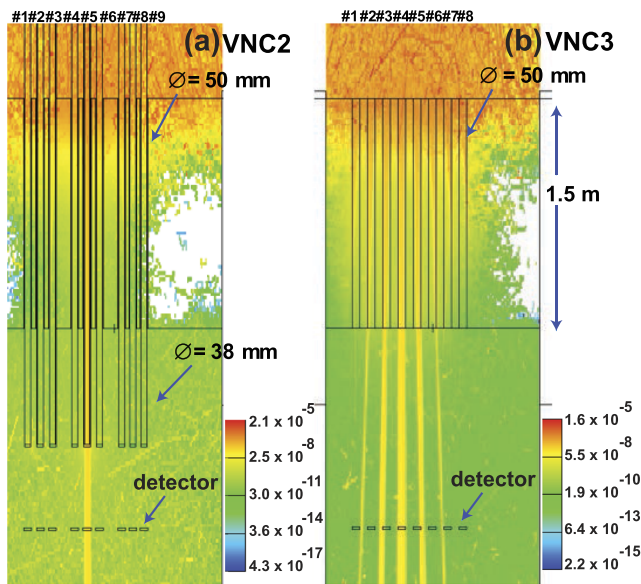 #1#2#3 #4#5#6 #7#8#9
(a) VNC2
∅= 50 mm
∅= 38 mm
detector
2.1 x 10 -5
2.5 x 10 -8
3.0 x 10 -11
3.6 x 10 -14
4.3 x 10 -17
#1 #2 #3 #4 #5 #6 #7#8
(b) VNC3
∅= 50 mm
1.5 m
detector
1.6 x 10 -5
5.5 x 10 -8
1.9 x 10 -10
6.4 x 10 -13
2.2 x 10 -15